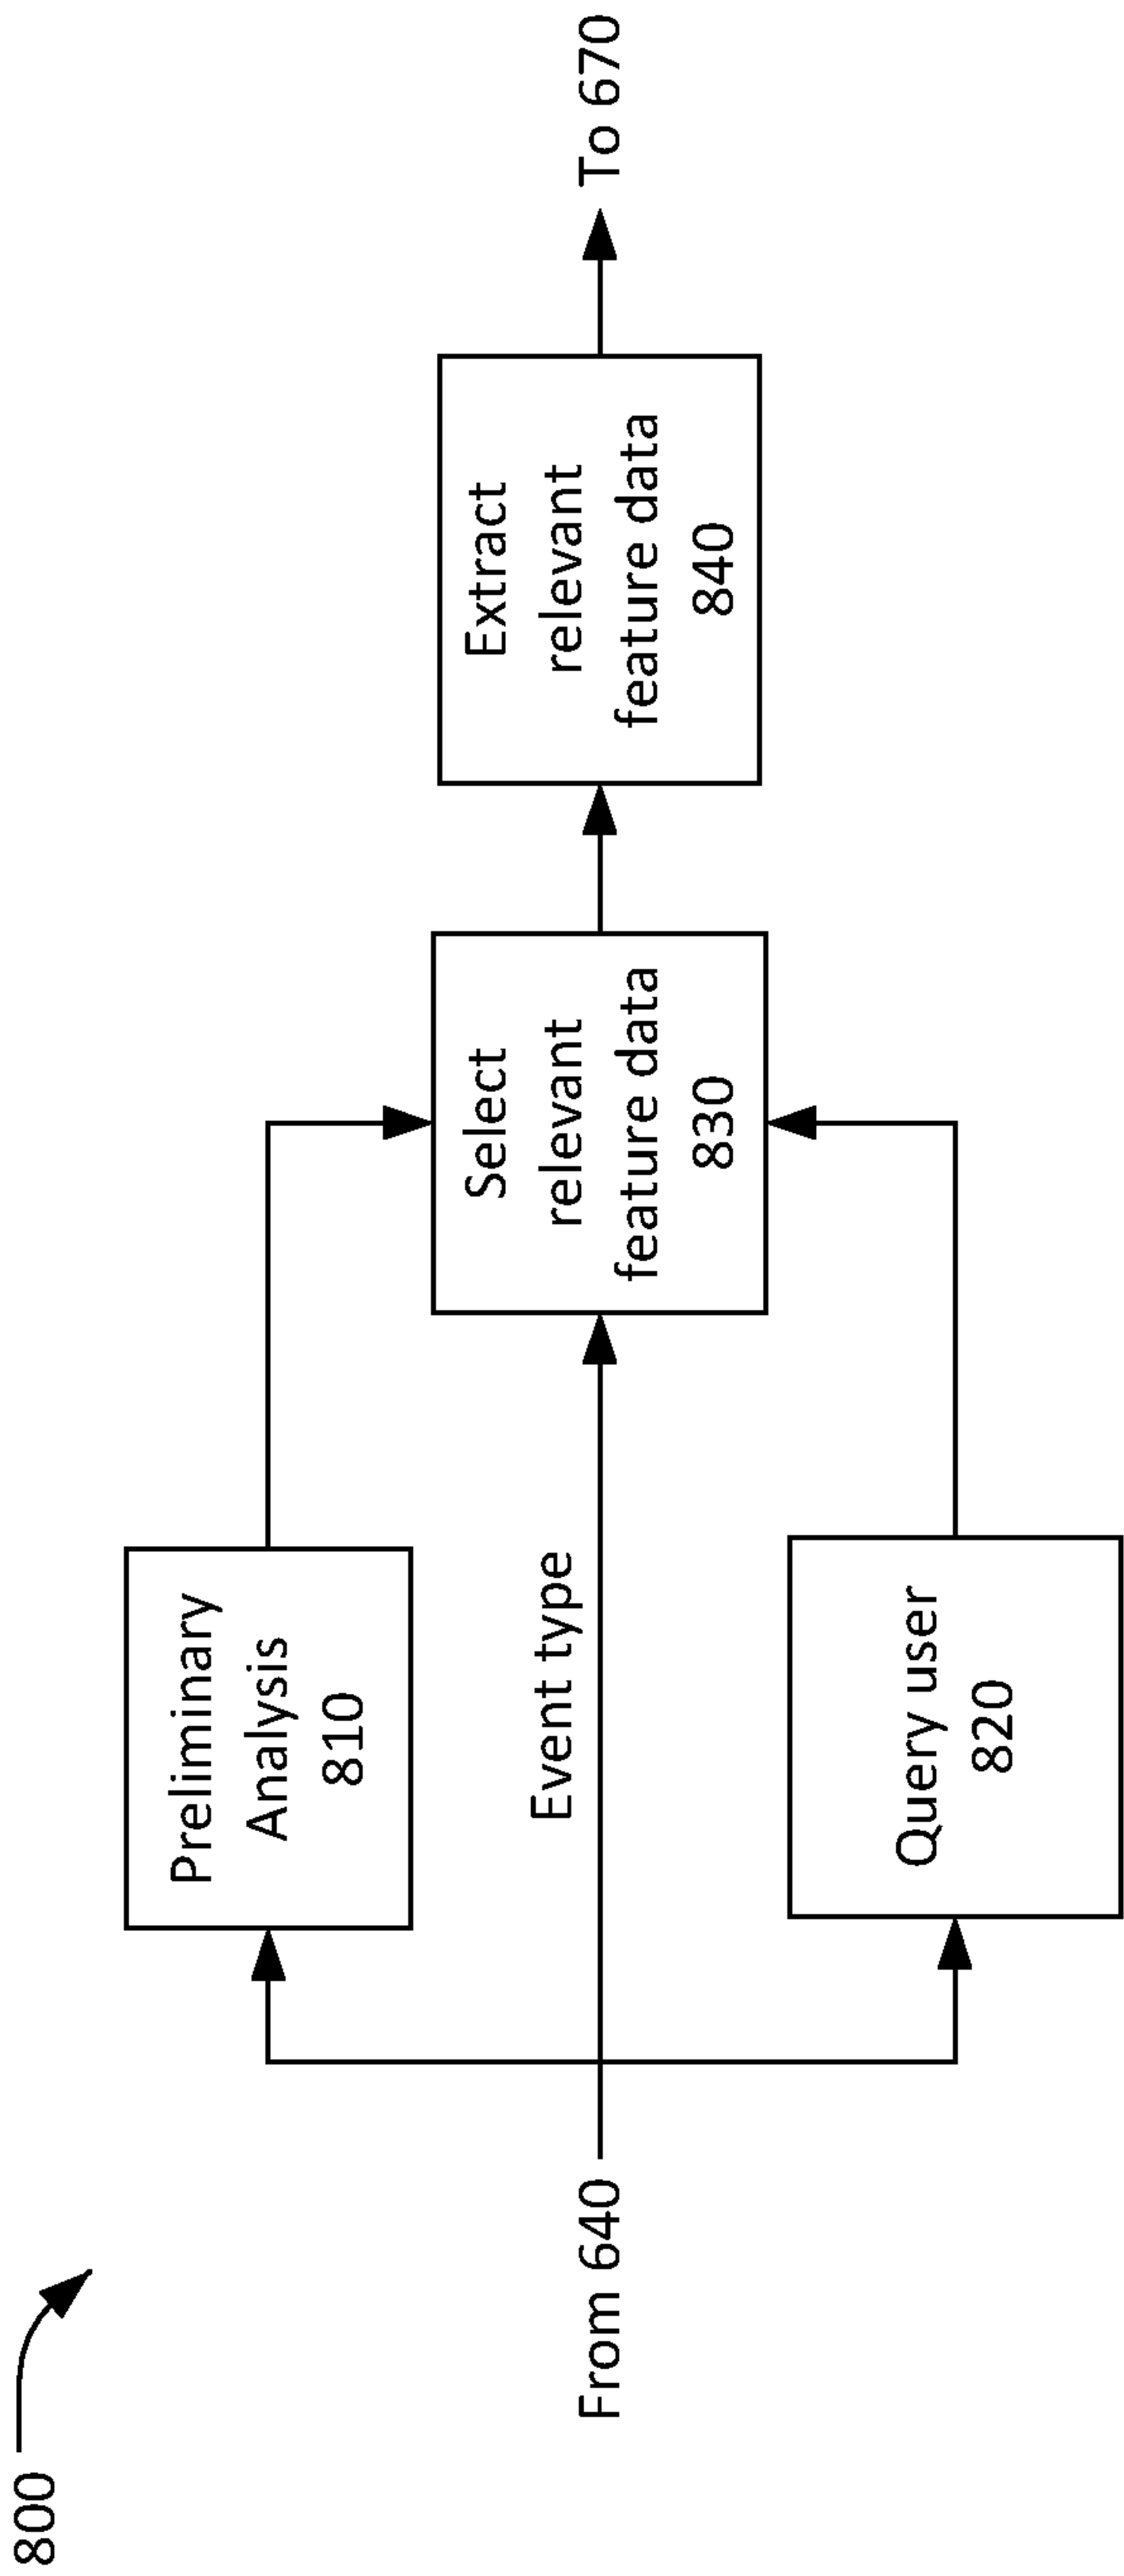 800
From 640
Preliminary
Analysis
810
Event type
Query user
820
Select
relevant
feature data
830
Extract
relevant
feature data
840
To 670